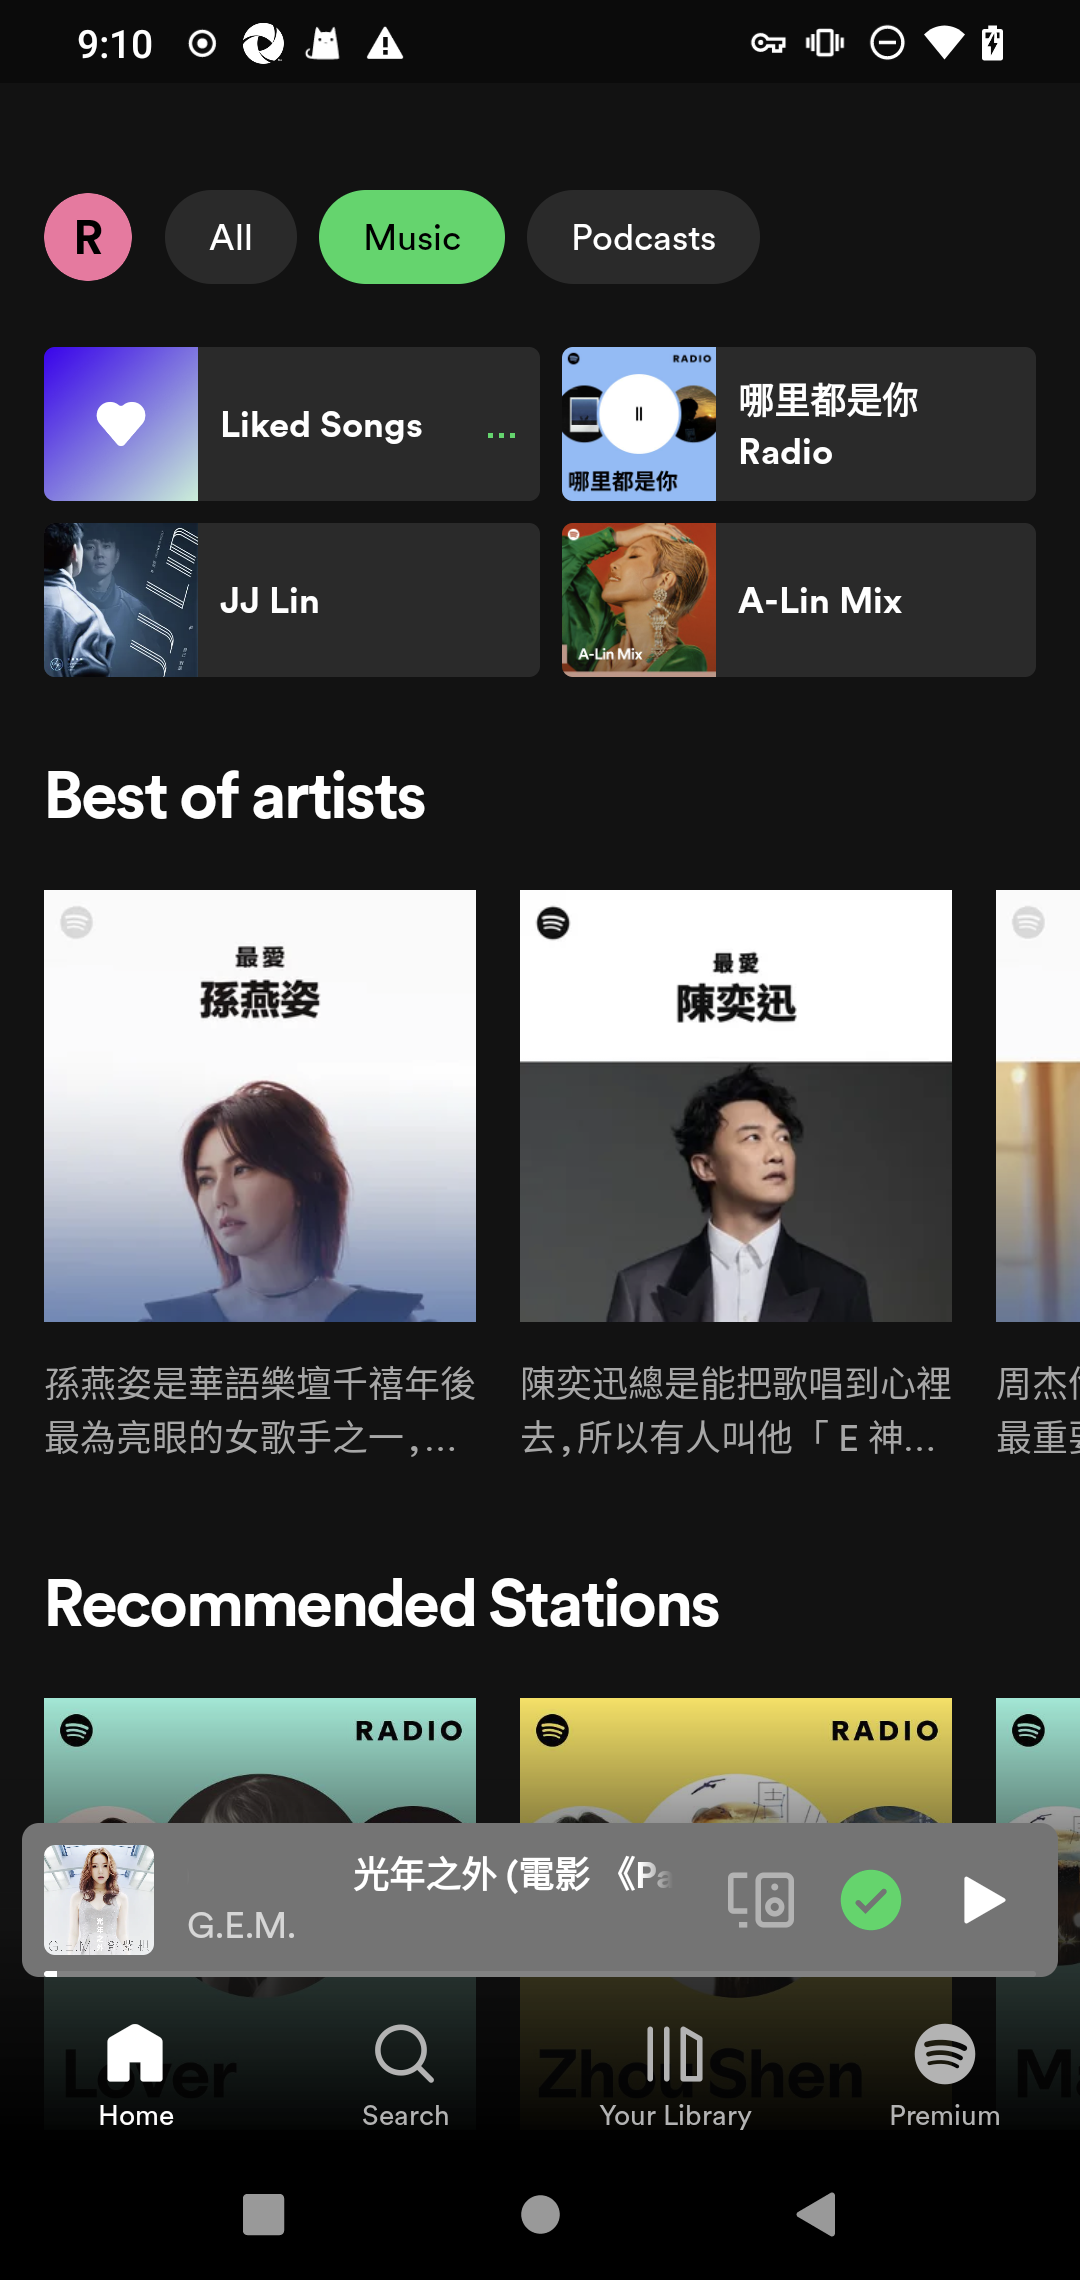 9:10
R
All
Music
Podcasts
Liked Songs
RADIO
哪里都是你
哪里都是你
Radio
JJ LIN
JJ Lin
A-Lin Mix
A-Lin Mix
Best of artists
最愛
孫燕姿
最愛
陳奕迅
孫燕姿是華語樂壇千禧年後
最為亮眼的女歌手之一,...
陳奕迅總是能把歌唱到心裡
去,所以有人叫他「 E 神...
周杰
最重
Recommended Stations
RADIO
RADIO
光年之外 (電影 《Pa
G.E.M.
Lover
Zhou Shen
M
Home
Search
Your Library
Premium